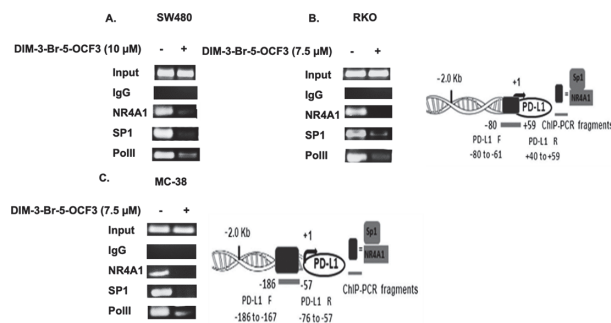 A.
SW480
DIM-3-Br-5-OCF3 (10 µM)
- +
Input
IgG
NR4A1
SP1
PolII
B.
RKO
DIM-3-Br-5-OCF3 (7.5 µM)
- +
Input
IgG
NR4A1
SP1
PolII
-2.0 Kb
+1
PD-L1
=
Sp1
NR4A1
-80
+59
ChIP-PCR fragments
PD-L1 F
PD-L1 R
-80 to -61
+40 to +59
C.
MC-38
DIM-3-Br-5-OCF3 (7.5 µM)
- +
Input
IgG
NR4A1
SP1
PolII
-2.0 Kb
+1
PD-L1
=
Sp1
NR4A1
-186
-57
ChIP-PCR fragments
PD-L1 F
PD-L1 R
-186 to -167
-76 to -57